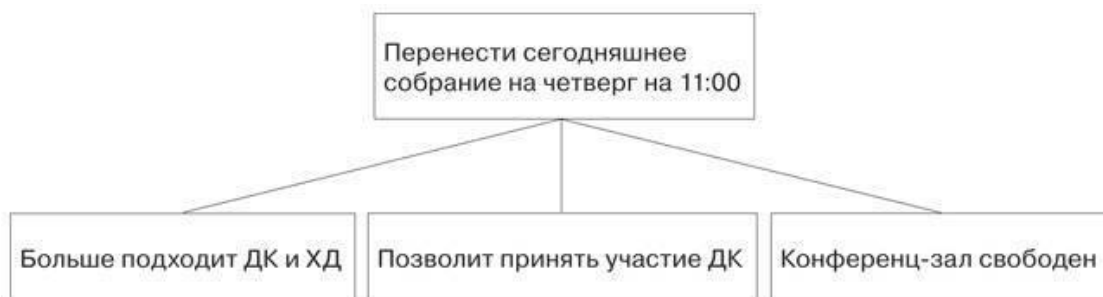 Перенести сегодняшнее
собрание на четверг на 11:00
Больше подходит ДК и ХД
Позволит принять участие ДК
Конференц-зал свободен